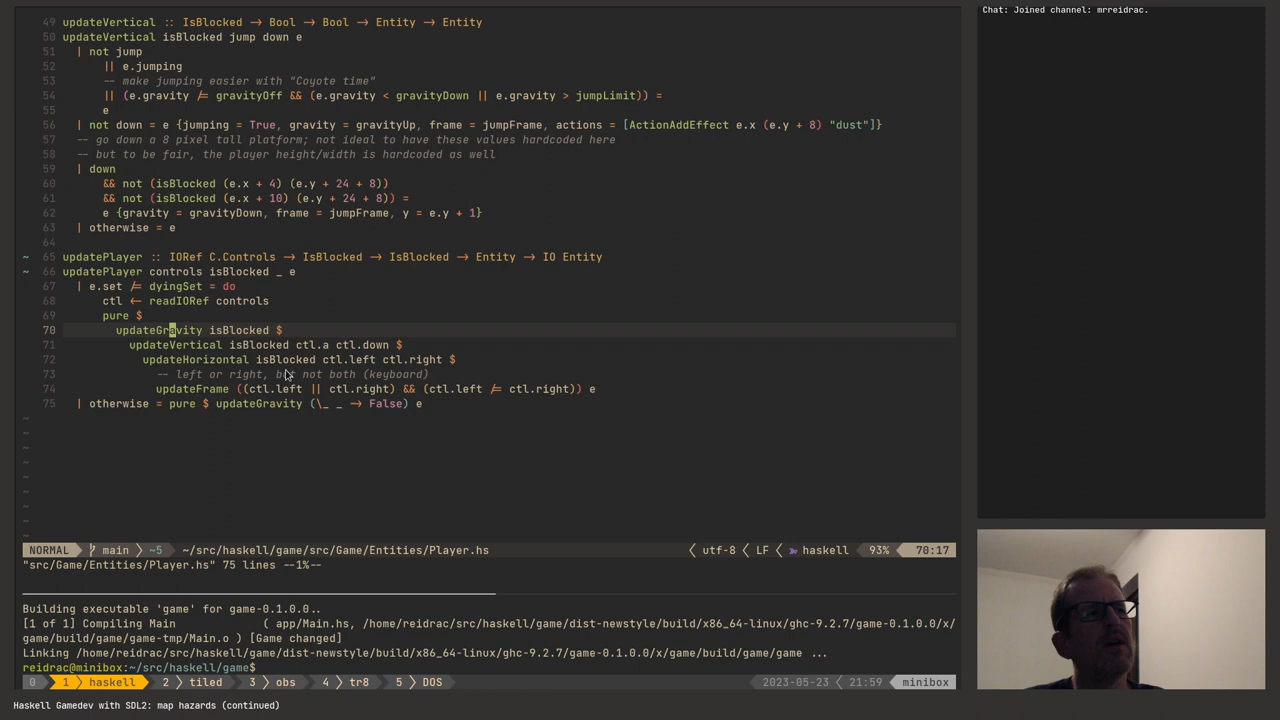 49 updateVertical :: IsBlocked → Bool → Bool → Entity → Entity
50 updateVertical isBlocked jump down e
51   | not jump
52       || e.jumping
53       -- make jumping easier with "Coyote time"
54       || (e.gravity /= gravityOff && (e.gravity < gravityDown || e.gravity > jumpLimit)) =
55       e
56   | not down = e {jumping = True, gravity = gravityUp, frame = jumpFrame, actions = [ActionAddEffect e.x (e.y + 8) "dust"]}
57   -- go down a 8 pixel tall platform; not ideal to have these values hardcoded here
58   -- but to be fair, the player height/width is hardcoded as well
59   | down
60       && not (isBlocked (e.x + 4) (e.y + 24 + 8))
61       && not (isBlocked (e.x + 10) (e.y + 24 + 8)) =
62       e {gravity = gravityDown, frame = jumpFrame, y = e.y + 1}
63   | otherwise = e
64
~ 65 updatePlayer :: IORef C.Controls → IsBlocked → IsBlocked → Entity → IO Entity
~ 66 updatePlayer controls isBlocked _ e
67   | e.set /= dyingSet = do
68       ctl ← readIORef controls
69       pure $
70         updateGravity isBlocked $
71           updateVertical isBlocked ctl.a ctl.down $
72             updateHorizontal isBlocked ctl.left ctl.right $
73               -- left or right, but not both (keyboard)
74               updateFrame ((ctl.left || ctl.right) && (ctl.left /= ctl.right)) e
75   | otherwise = pure $ updateGravity (\_ _ → False) e
~
~
~
~
~
~
~
~
~
NORMAL main ~5 ~/src/haskell/game/src/Game/Entities/Player.hs utf-8 LF haskell 93% 70:17
"src/Game/Entities/Player.hs" 75 lines --1%--
Building executable 'game' for game-0.1.0.0..
[1 of 1] Compiling Main             ( app/Main.hs, /home/reidrac/src/haskell/game/dist-newstyle/build/x86_64-linux/ghc-9.2.7/game-0.1.0.0/x/
game/build/game/game-tmp/Main.o ) [Game changed]
Linking /home/reidrac/src/haskell/game/dist-newstyle/build/x86_64-linux/ghc-9.2.7/game-0.1.0.0/x/game/build/game/game ...
reidrac@minibox:~/src/haskell/game$
0 1 haskell 2 tiled 3 obs 4 tr8 5 DOS 2023-05-23 21:59 minibox
Haskell Gamedev with SDL2: map hazards (continued)
Chat: Joined channel: mrreidrac.